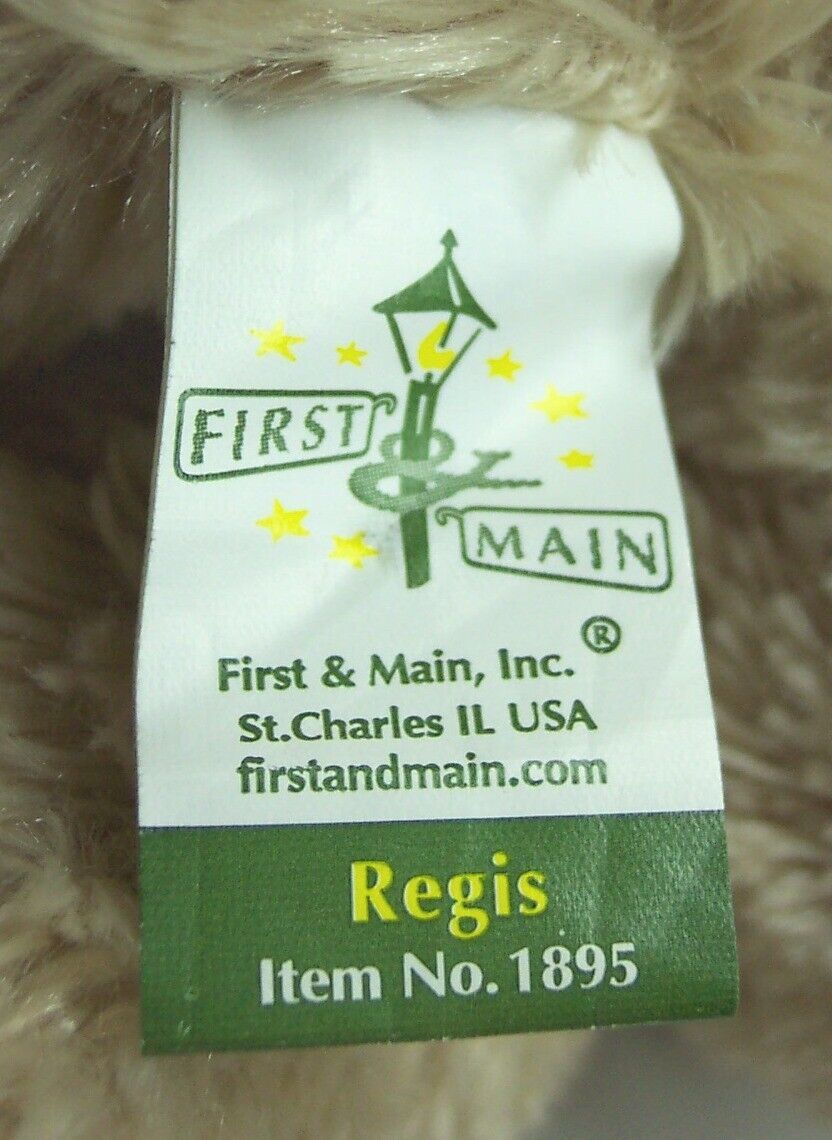 FIRST
&
MAIN
®
First & Main, Inc.
St.Charles IL USA
firstandmain.com
Regis
Item No. 1895